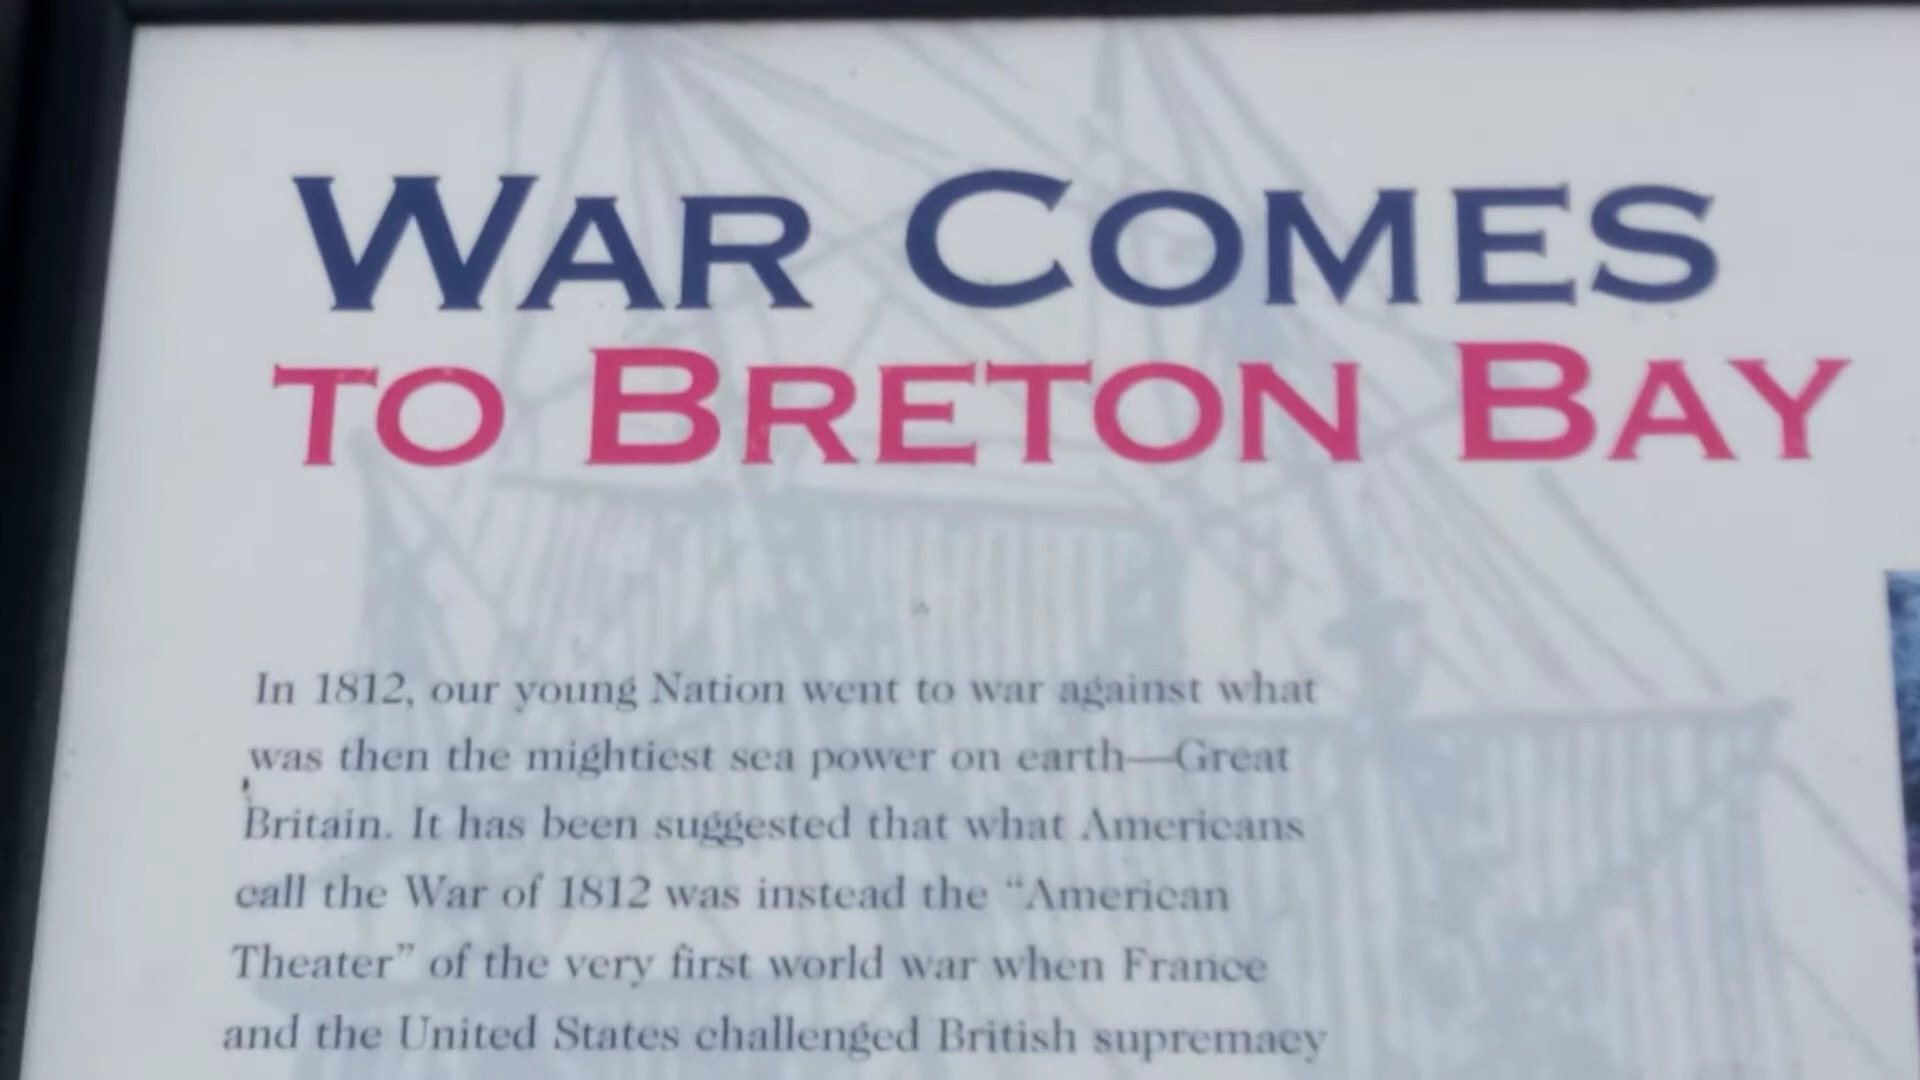 WAR COMES
TO BRETON BAY
In 1812, our young Nation went to war against what
was then the mightiest sea power on earth—Great
Britain. It has been suggested that what Americans
call the War of 1812 was instead the “American
Theater” of the very first world war when France
and the United States challenged British supremacy